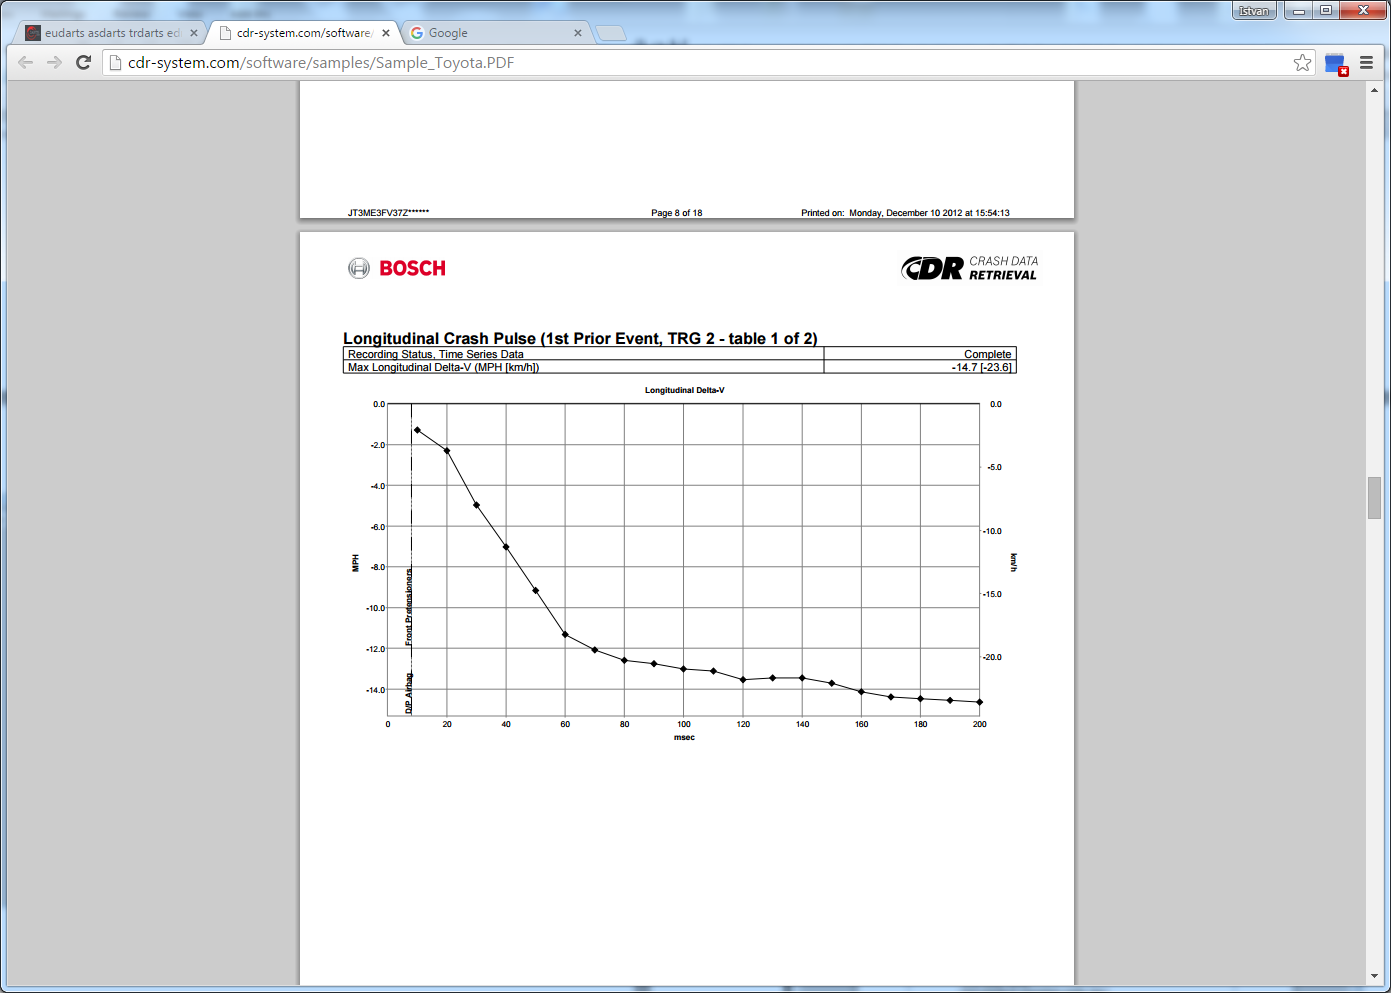 Istvan
eudarts asdarts trdarts ed
cdr-system.com/software/
Google
cdr-system.com/software/samples/Sample_Toyota.PDF
JT3ME3FV37Z******
Page 8 of 18
Printed on: Monday, December 10 2012 at 15:54:13
BOSCH
CDR CRASH DATA
RETRIEVAL
Longitudinal Crash Pulse (1st Prior Event, TRG 2 - table 1 of 2)
Recording Status, Time Series Data Complete
Max Longitudinal Delta-V (MPH [km/h]) -14.7 [-23.6]
Longitudinal Delta-V
0.0
-2.0
-4.0
-6.0
-8.0
-10.0
-12.0
-14.0
MPH
Front Pretensioners
D/P Airbag
0.0
-5.0
-10.0
-15.0
-20.0
km/h
0 20 40 60 80 100 120 140 160 180 200
msec